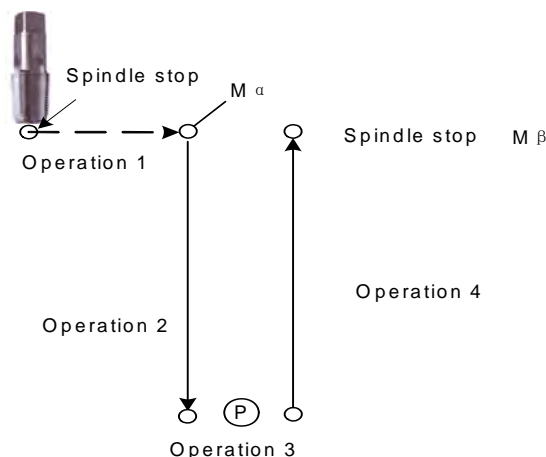 Spindle stop
M α
Spindle stop M β
Operation 1
Operation 4
Operation 2
P
Operation 3